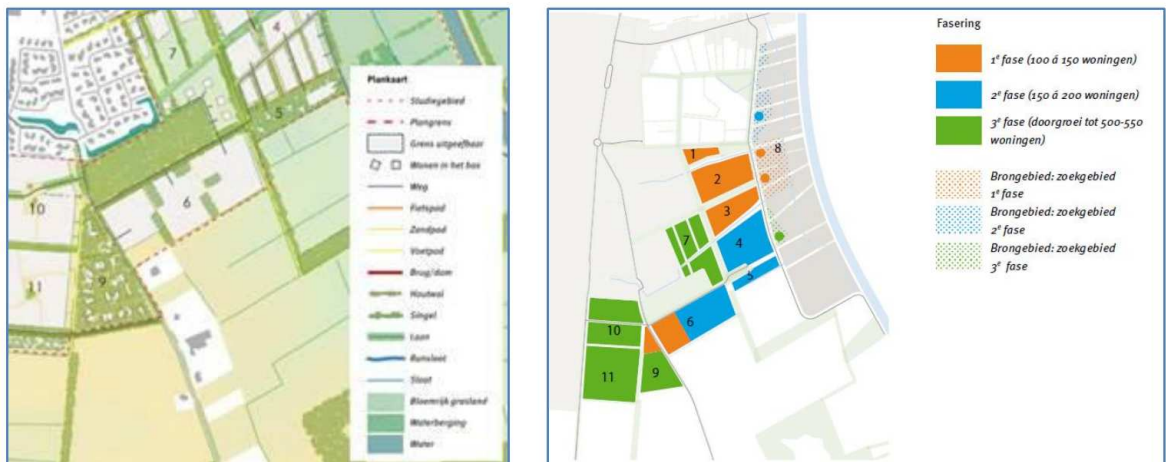 7
4
5
6
10
9
11
Plankaart
Studiegebied
Plangrens
Grens uitgeefbaar
Wonen in het bos
Weg
Fietspad
Zandpad
Voetpad
Brug/dam
Houtwal
Singel
Laan
Runsloot
Sloot
Bloemrijk grasland
Waterberging
Water
1
2
3
4
5
6
7
8
9
10
11
Fasering
1e fase (100 á 150 woningen)
2e fase (150 á 200 woningen)
3e fase (doorgroei tot 500-550
woningen)
Brongebied: zoekgebied
1e fase
Brongebied: zoekgebied
2e fase
Brongebied: zoekgebied
3e fase